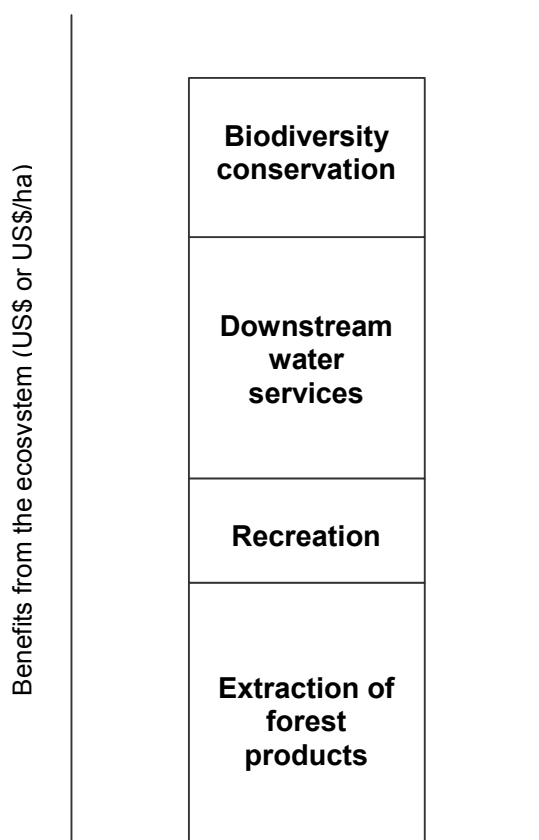 Benefits from the ecosystem (US$ or US$/ha)
Biodiversity
conservation
Downstream
water
services
Recreation
Extraction of
forest
products